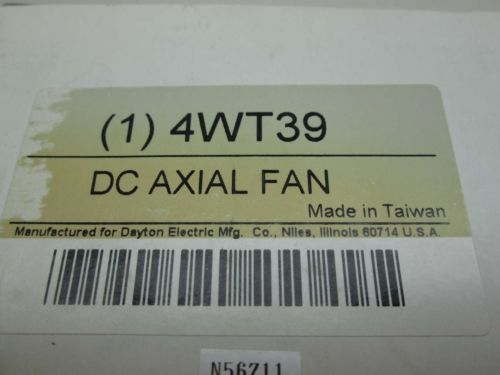 (1) 4WT39
DC AXIAL FAN
Made in Taiwan
Manufactured for Dayton Electric Mfg. Co., Niles, Illinois 60714 U.S.A.
N56711